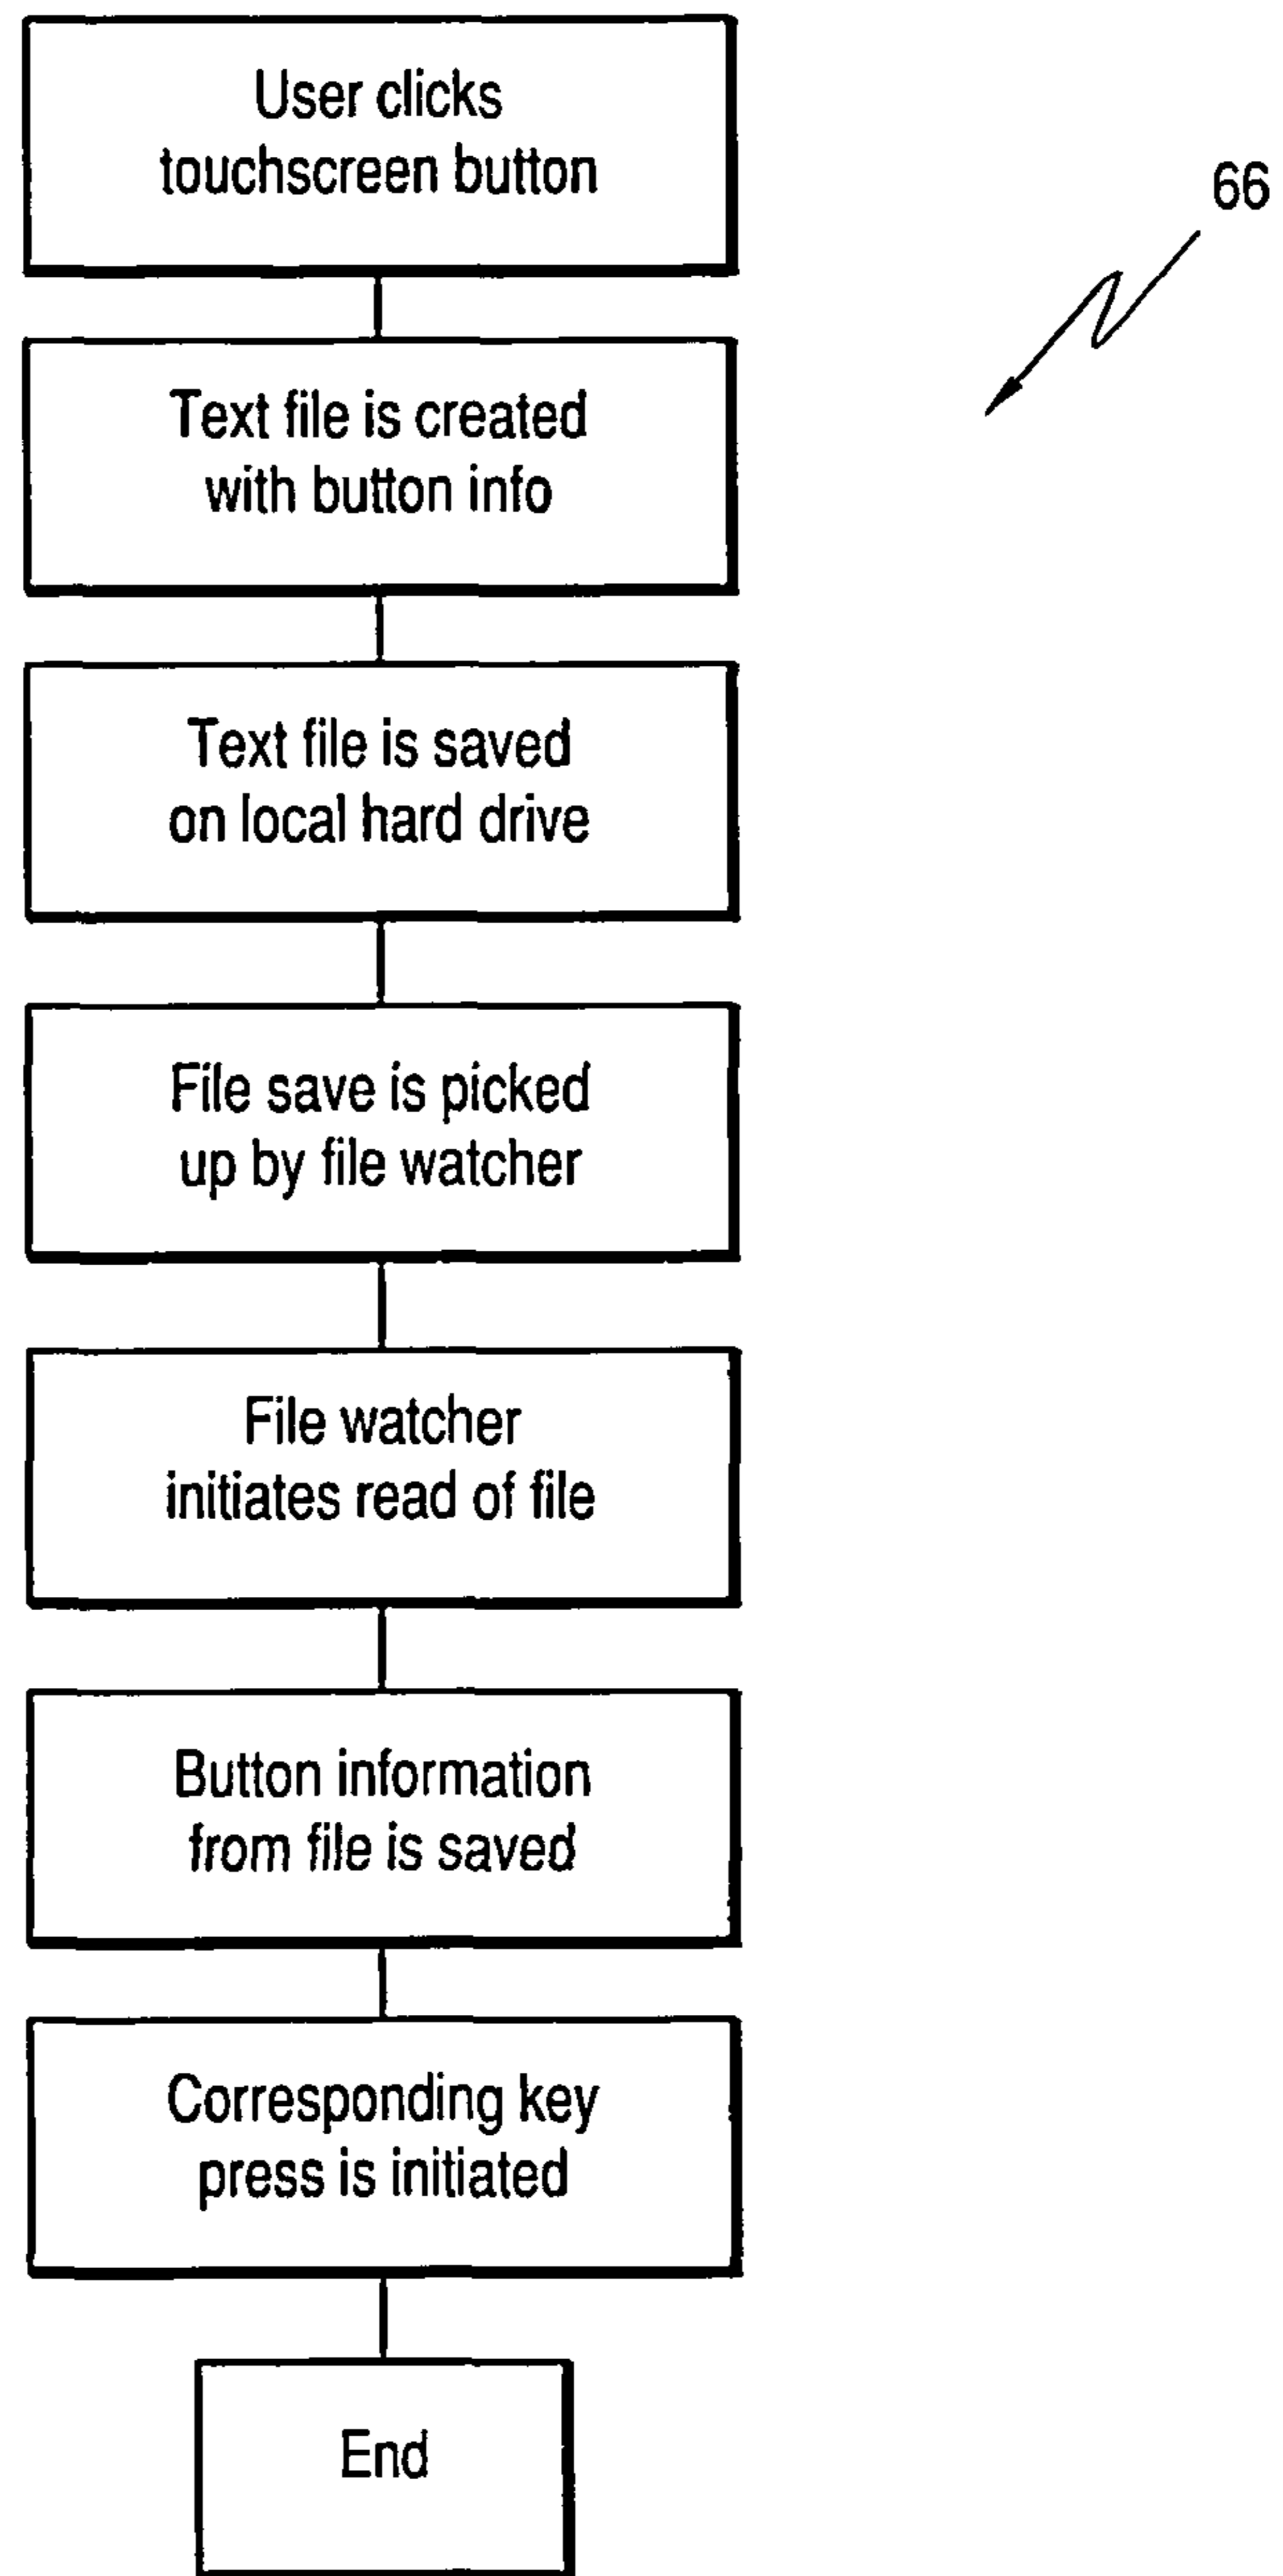 User clicks
touchscreen button
66
Text file is created
with button info
Text file is saved
on local hard drive
File save is picked
up by file watcher
File watcher
initiates read of file
Button information
from file is saved
Corresponding key
press is initiated
End